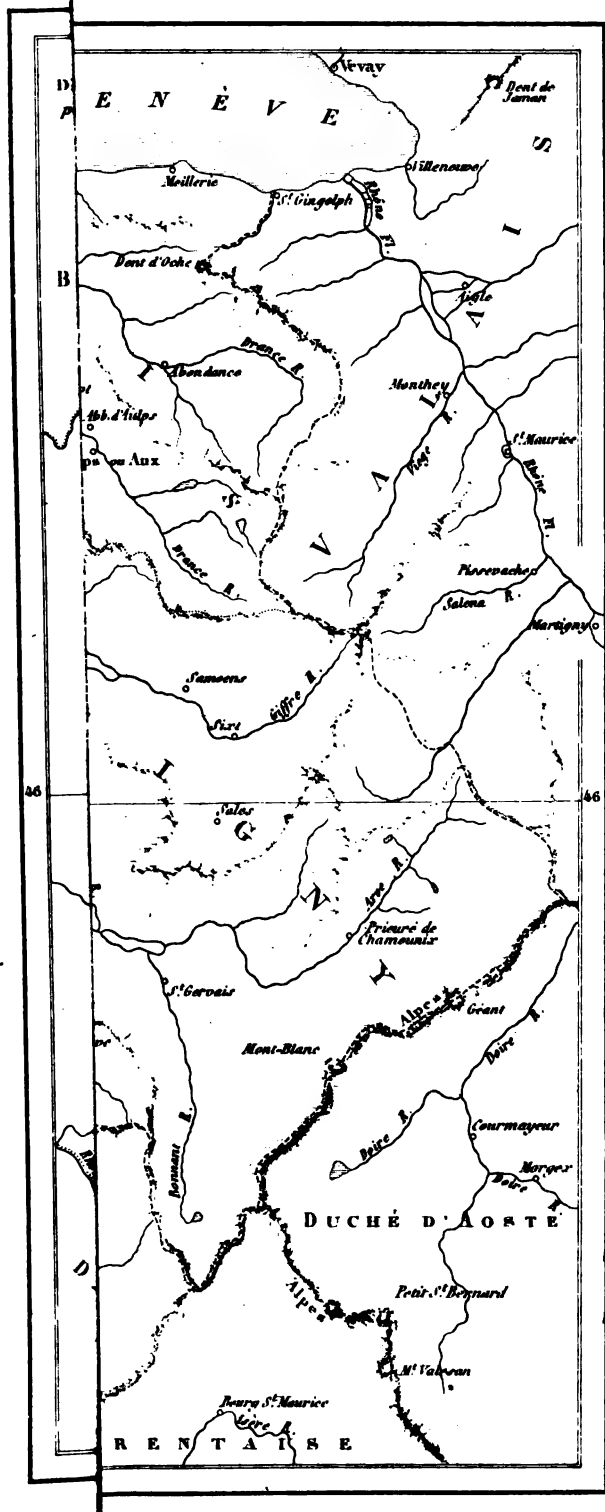 Vevay
ENÈVE
Dent de
Jaman
Villeneuve
Meillerie
St. Gingolph
Rhône
Fl.
Dent d'Oche
Aigle
B
Abondance
Drance R.
Monthey
Abb. d'Aulps
ou Aux
St. Maurice
Viège R.
Rhône
Fl.
VALAIS
Drance R.
Pissevache
Salena R.
Martigny
Samoens
Giffre R.
Sixt
46
46
Sales
I
I
G
N
Y
Arve R.
Prieuré de
Chamounix
St. Gervais
Alpes
Géant
Mont-Blanc
Doire R.
Bonnant R.
Doire R.
Courmayeur
Morgex
Doire R
DUCHÉ D'AOSTE
D
Petit St. Bernard
Alpes
Mt. Valesan
Bourg St. Maurice
Isère R.
RENTAISE